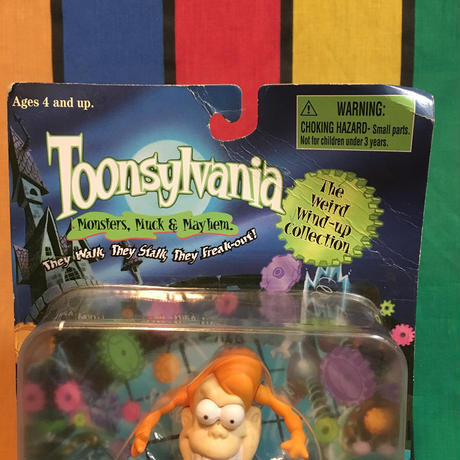 Ages 4 and up.
WARNING:
CHOKING HAZARD- Small parts.
Not for children under 3 years.
Toonsylvania
Monsters, Muck & Mayhem™
They Walk, They Stalk, They Freak-out!
The
Weird
Wind-up
Collection